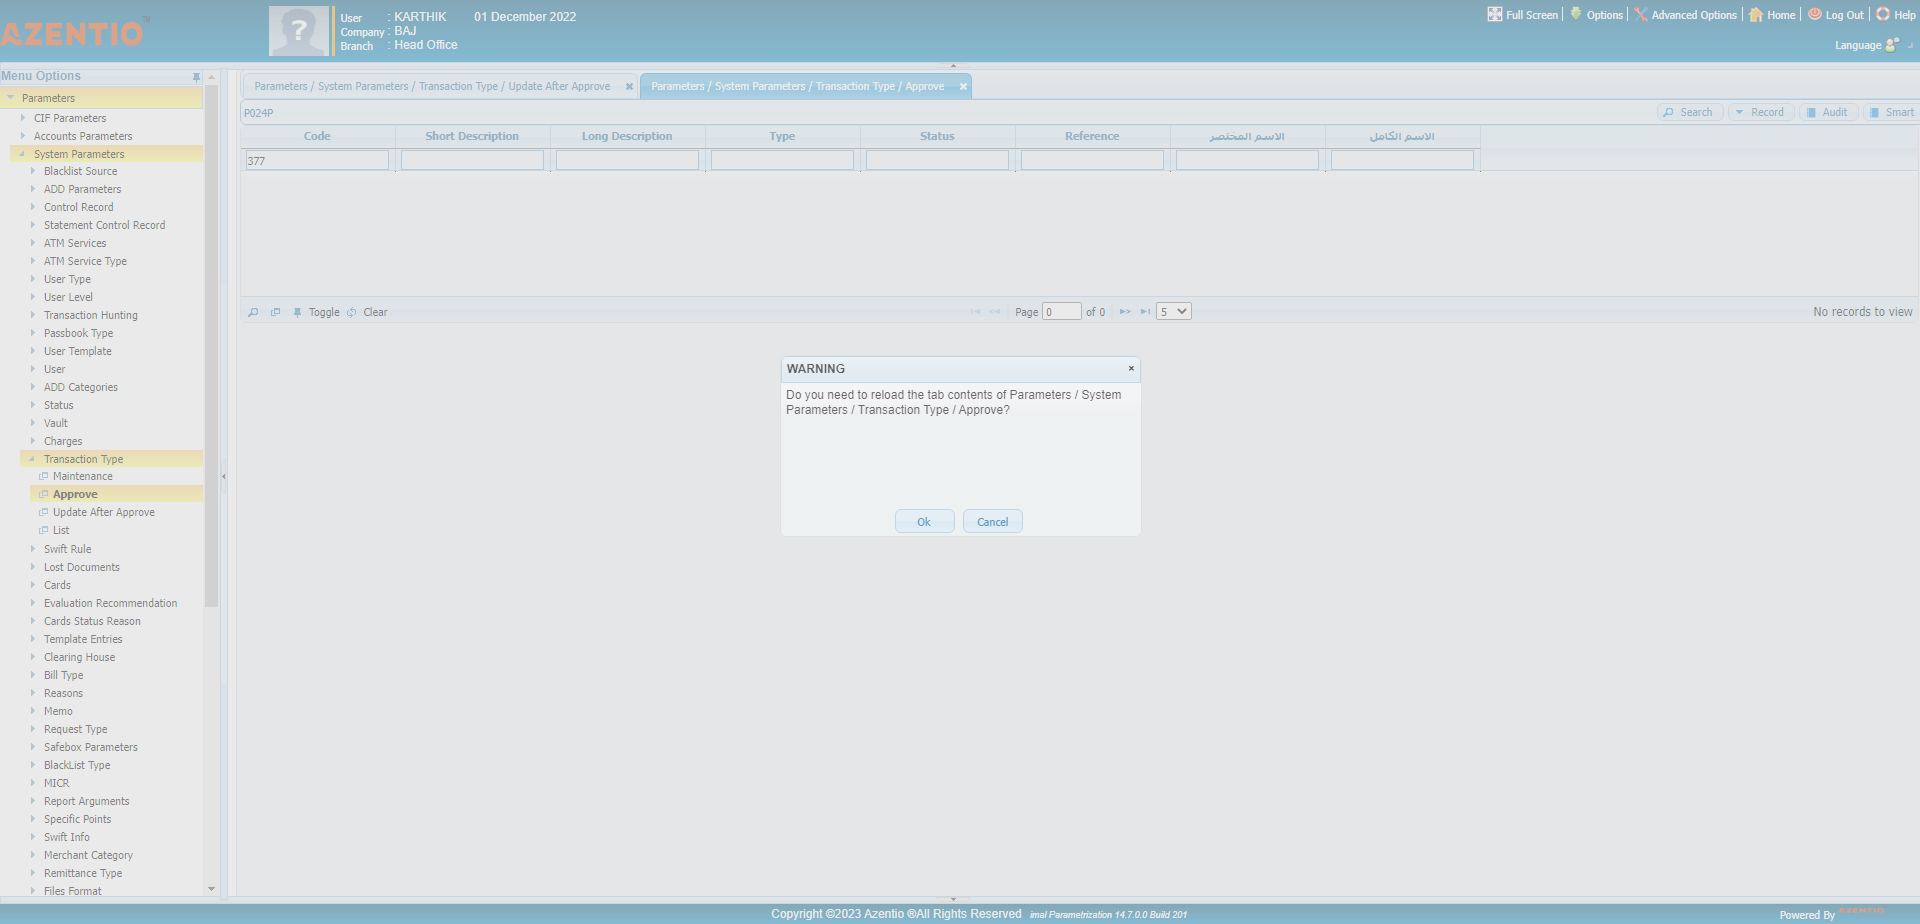 AZENTIO
TM
User : KARTHIK 01 December 2022
Company : BAJ
Branch : Head Office
Full Screen Options Advanced Options Home Log Out Help
Language
Menu Options
Parameters
CIF Parameters
Accounts Parameters
System Parameters
Blacklist Source
ADD Parameters
Control Record
Statement Control Record
ATM Services
ATM Service Type
User Type
User Level
Transaction Hunting
Passbook Type
User Template
User
ADD Categories
Status
Vault
Charges
Transaction Type
Maintenance
Approve
Update After Approve
List
Swift Rule
Lost Documents
Cards
Evaluation Recommendation
Cards Status Reason
Template Entries
Clearing House
Bill Type
Reasons
Memo
Request Type
Safebox Parameters
BlackList Type
MICR
Report Arguments
Specific Points
Swift Info
Merchant Category
Remittance Type
Files Format
Parameters / System Parameters / Transaction Type / Update After Approve
Parameters / System Parameters / Transaction Type / Approve
P024P
Search Record Audit Smart
Code Short Description Long Description Type Status Reference الاسم المختصر الاسم الكامل
377
Toggle Clear
Page 0 of 0 5
No records to view
WARNING
Do you need to reload the tab contents of Parameters / System
Parameters / Transaction Type / Approve?
Ok Cancel
Copyright ©2023 Azentio ®All Rights Reserved imal Parametrization 14.7.0.0 Build 201
Powered By AZENTIO